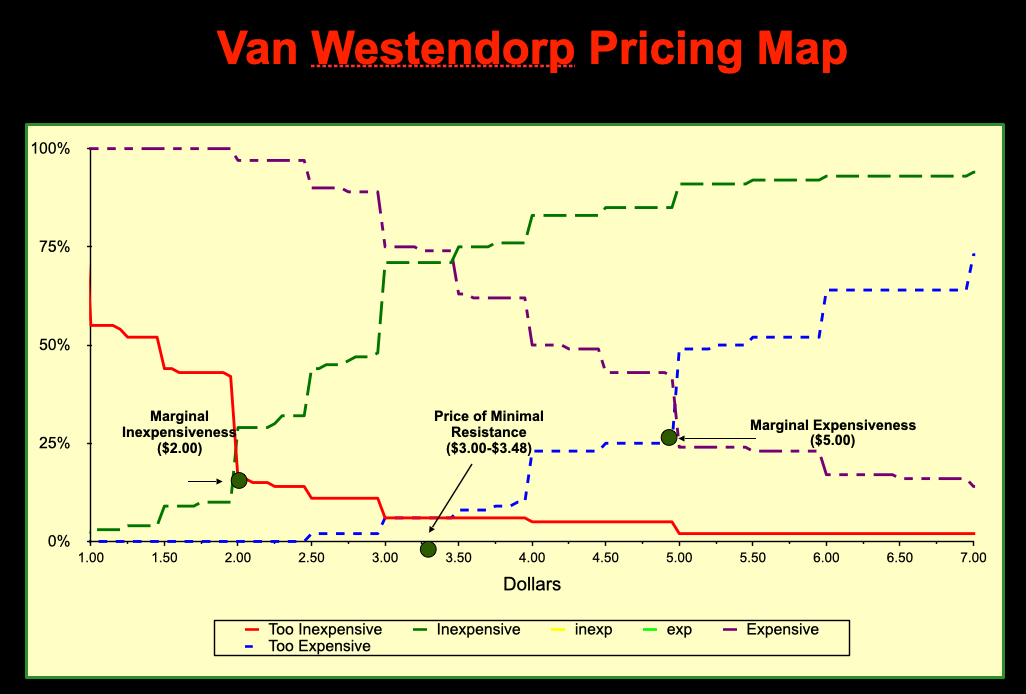 Van Westendorp Pricing Map
100%
75%
50%
25%
0%
Marginal
Inexpensiveness
($2.00)
Price of Minimal
Resistance
($3.00-$3.48)
Marginal Expensiveness
($5.00)
1.00 1.50 2.00 2.50 3.00 3.50 4.00 4.50 5.00 5.50 6.00 6.50 7.00
Dollars
Too Inexpensive Inexpensive inexp exp Expensive
Too Expensive